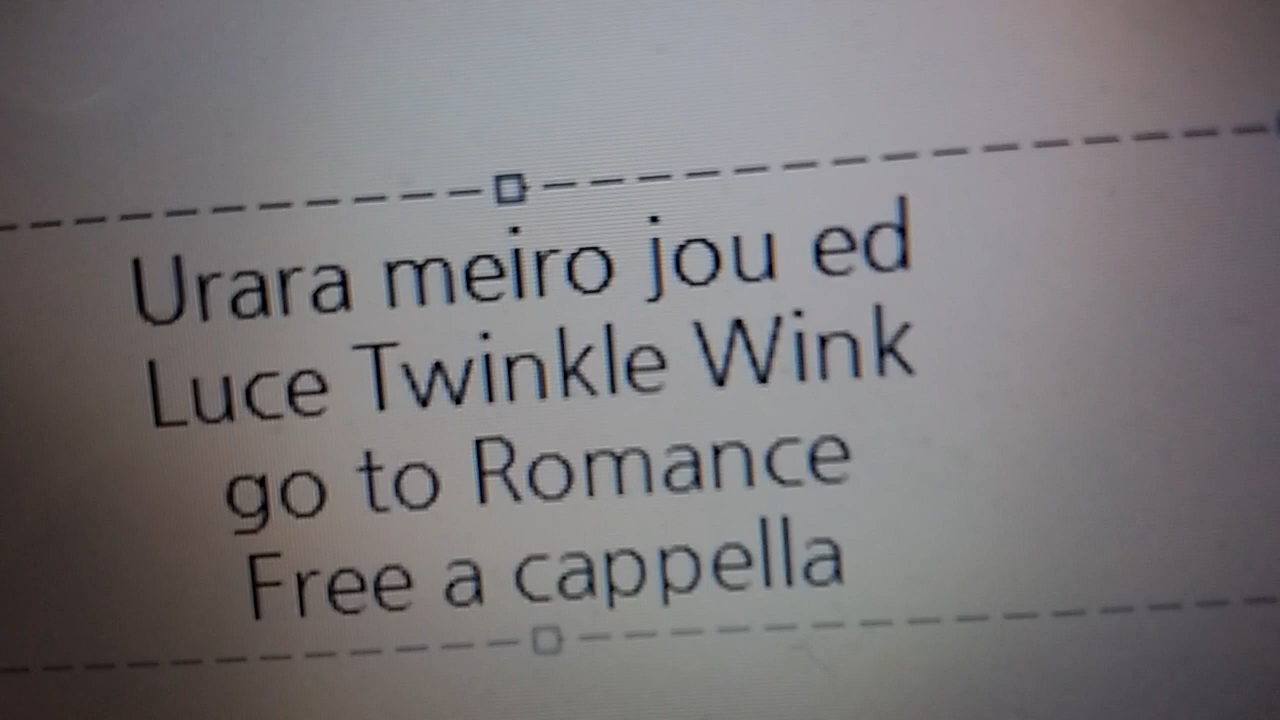 Urara meiro jou ed
Luce Twinkle Wink
go to Romance
Free a cappella